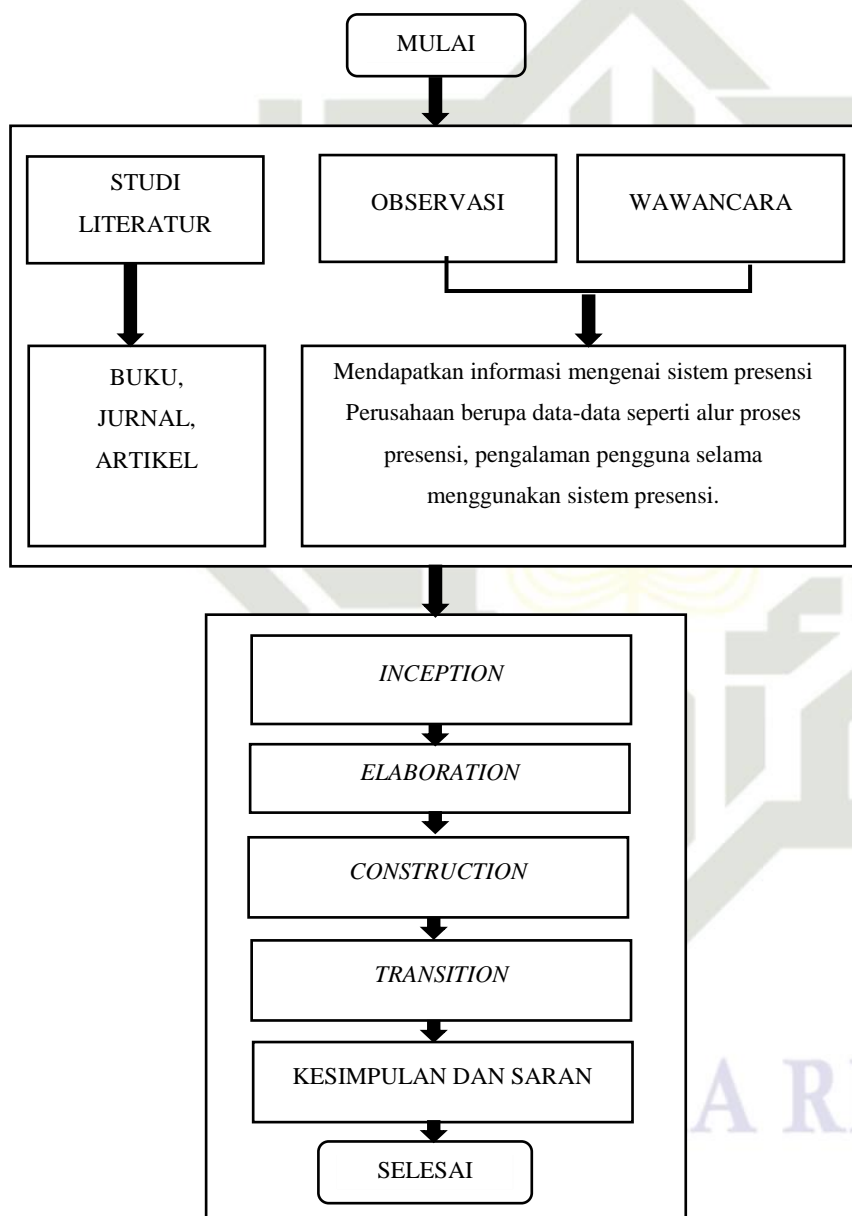 MULAI
STUDI
LITERATUR
OBSERVASI
WAWANCARA
BUKU,
JURNAL,
ARTIKEL
Mendapatkan informasi mengenai sistem presensi
Perusahaan berupa data-data seperti alur proses
presensi, pengalaman pengguna selama
menggunakan sistem presensi.
INCEPTION
ELABORATION
CONSTRUCTION
TRANSITION
KESIMPULAN DAN SARAN
SELESAI